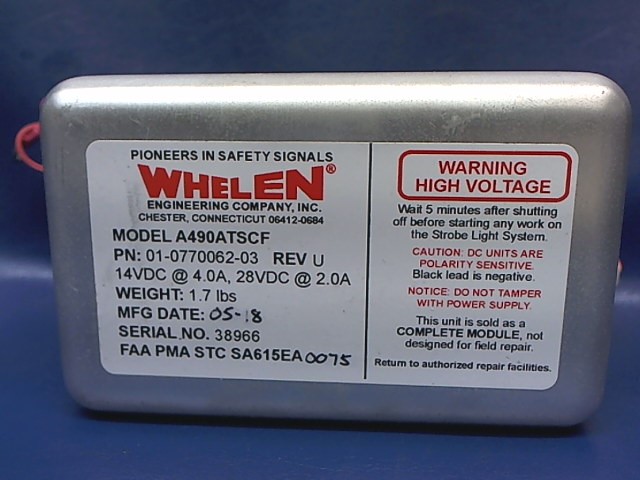 PIONEERS IN SAFETY SIGNALS
WHELEN®
ENGINEERING COMPANY, INC.
CHESTER, CONNECTICUT 06412-0684
MODEL A490ATSCF
PN: 01-0770062-03 REV U
14VDC @ 4.0A, 28VDC @ 2.0A
WEIGHT: 1.7 lbs
MFG DATE: 05-18
SERIAL NO. 38966
FAA PMA STC SA615EA 0075
WARNING
HIGH VOLTAGE
Wait 5 minutes after shutting
off before starting any work on
the Strobe Light System.
CAUTION: DC UNITS ARE
POLARITY SENSITIVE.
Black lead is negative.
NOTICE: DO NOT TAMPER
WITH POWER SUPPLY.
This unit is sold as a
COMPLETE MODULE, not
designed for field repair.
Return to authorized repair facilities.